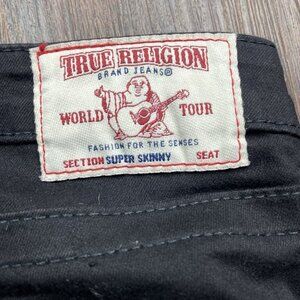 TRUE RELIGION
BRAND JEANS®
WORLD TOUR
FASHION FOR THE SENSES
SECTION SUPER SKINNY SEAT